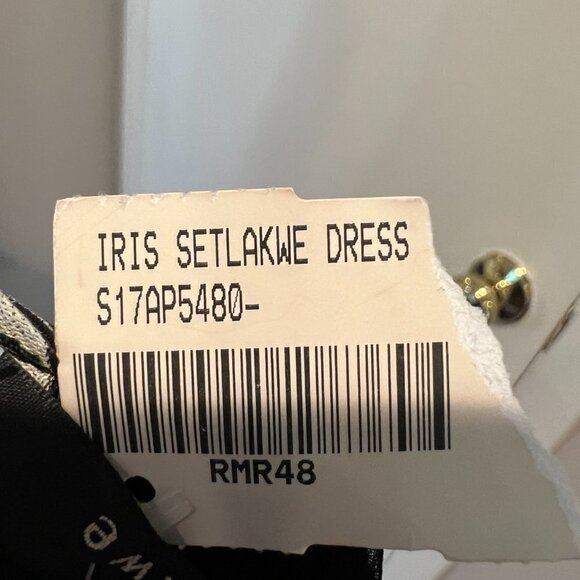 IRIS SETLAKWE DRESS
S17AP5480-
RMR48